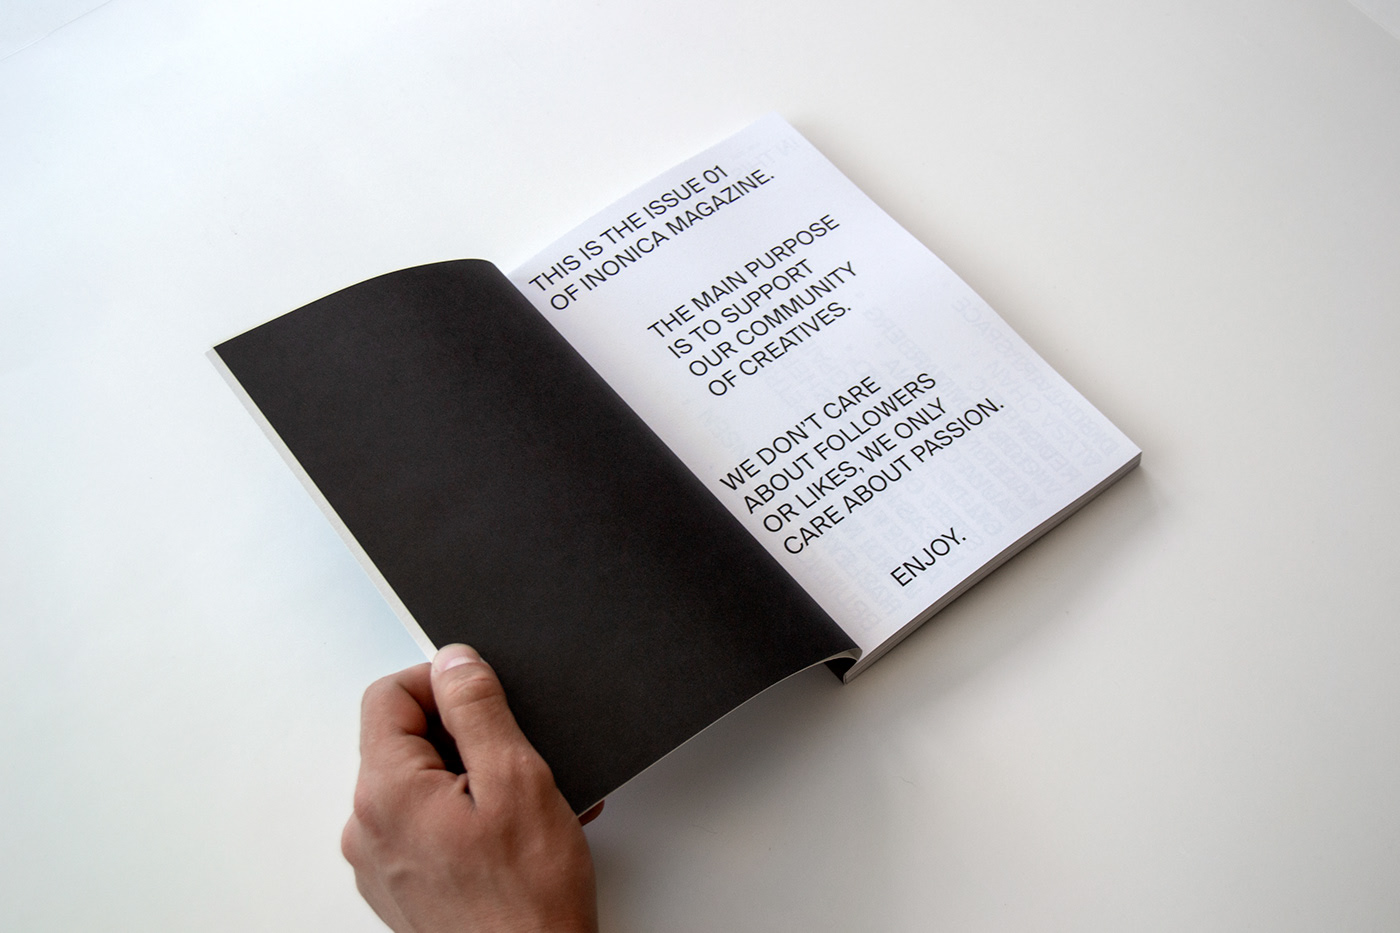 THIS IS THE ISSUE 01
OF INONICA MAGAZINE.
THE MAIN PURPOSE
IS TO SUPPORT
OUR COMMUNITY
OF CREATIVES.
WE DON'T CARE
ABOUT FOLLOWERS
OR LIKES, WE ONLY
CARE ABOUT PASSION.
ENJOY.